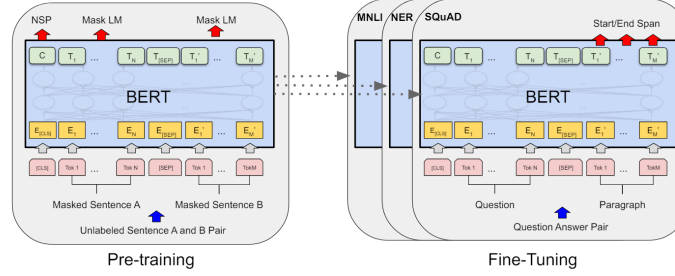 NSP Mask LM Mask LM
C T1 ... TN T[SEP] T1' ... TM'
BERT
E[CLS] E1 ... EN E[SEP] E1' ... EM'
[CLS] Tok 1 ... Tok N [SEP] Tok 1 ... TokM
Masked Sentence A Masked Sentence B
Unlabeled Sentence A and B Pair
Pre-training
MNLI NER SQuAD
Start/End Span
C T1 ... TN T[SEP] T1' ... TM'
BERT
E[CLS] E1 ... EN E[SEP] E1' ... EM'
[CLS] Tok 1 ... Tok N [SEP] Tok 1 ... TokM
Question Paragraph
Question Answer Pair
Fine-Tuning